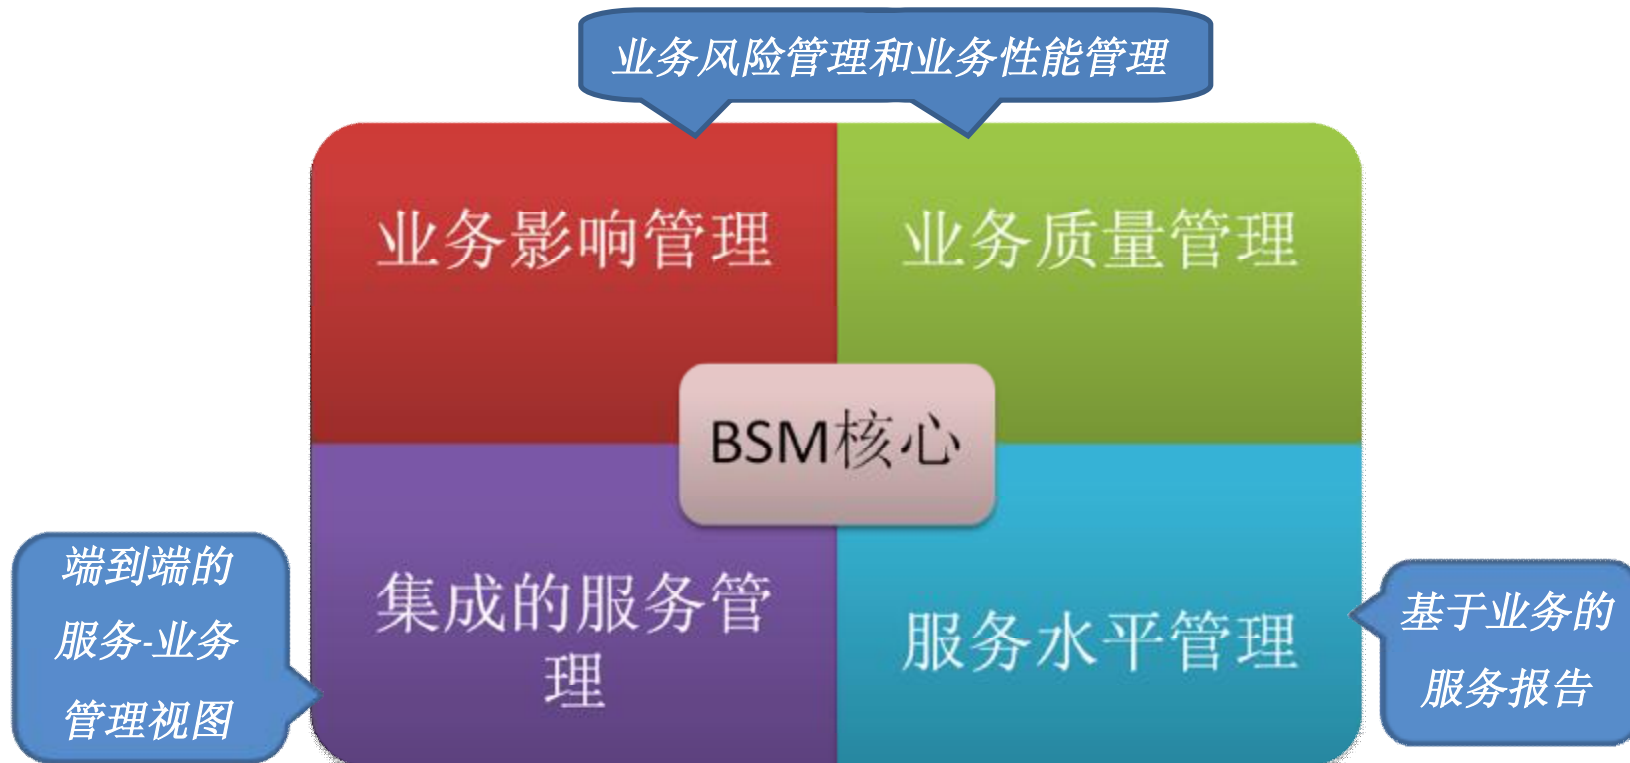 业务风险管理和业务性能管理
业务影响管理
业务质量管理
BSM核心
集成的服务管
理
服务水平管理
端到端的
服务-业务
管理视图
基于业务的
服务报告